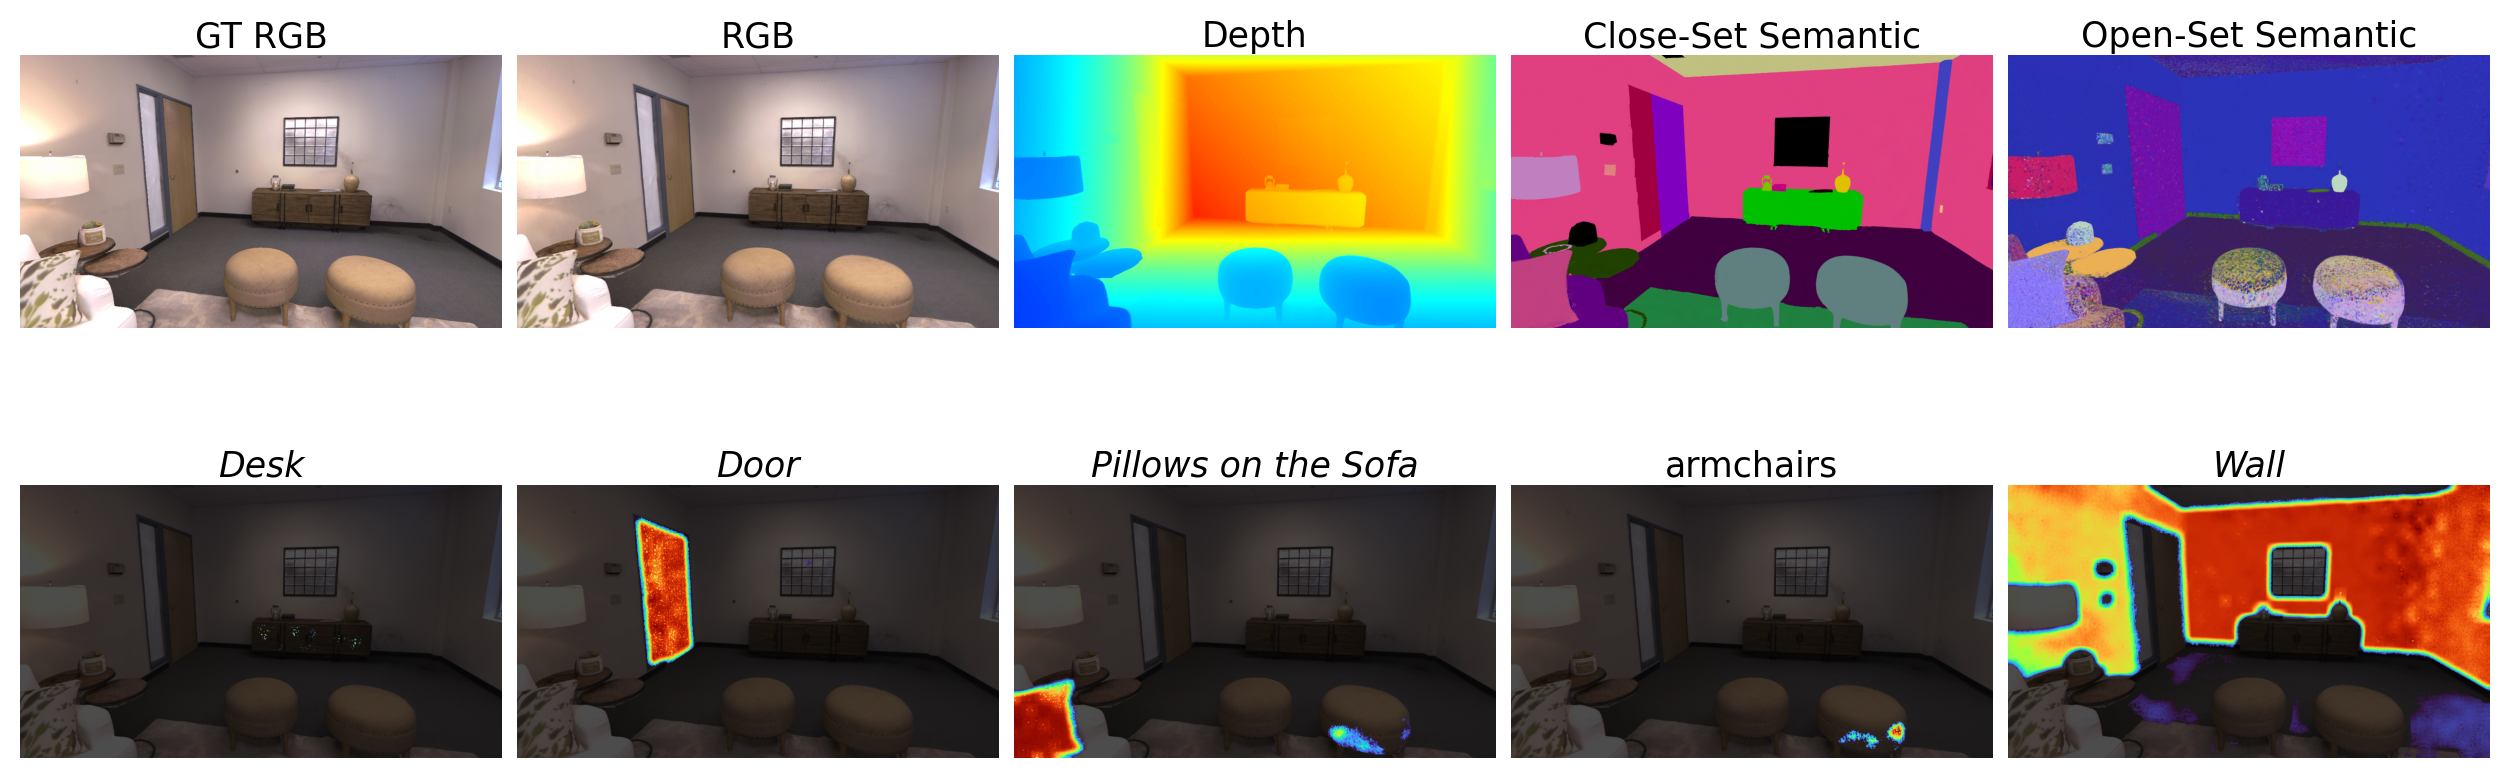 GT RGB
RGB
Depth
Close-Set Semantic
Open-Set Semantic
Desk
Door
Pillows on the Sofa
armchairs
Wall